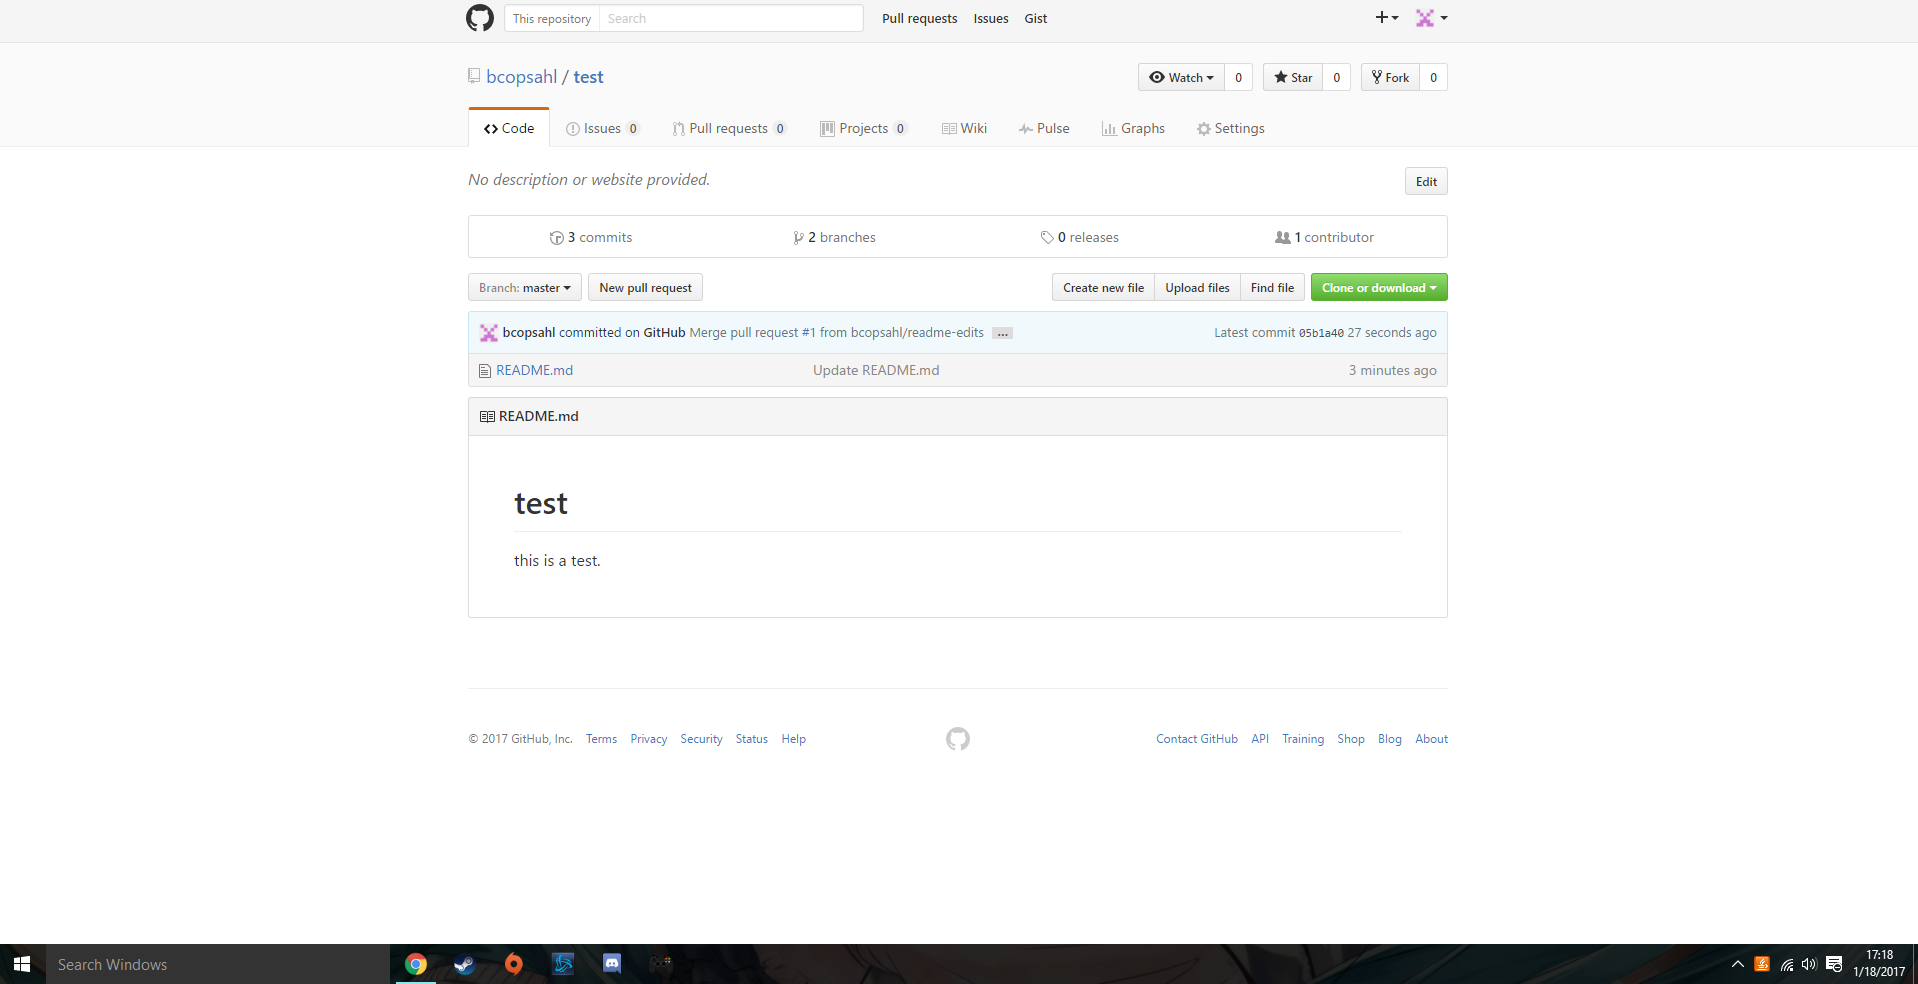 This repository Search Pull requests Issues Gist
bcopsahl / test Watch 0 Star 0 Fork 0
Code Issues 0 Pull requests 0 Projects 0 Wiki Pulse Graphs Settings
No description or website provided. Edit
3 commits 2 branches 0 releases 1 contributor
Branch: master New pull request Create new file Upload files Find file Clone or download
bcopsahl committed on GitHub Merge pull request #1 from bcopsahl/readme-edits ... Latest commit 05b1a40 27 seconds ago
README.md Update README.md 3 minutes ago
README.md
test
this is a test.
© 2017 GitHub, Inc. Terms Privacy Security Status Help Contact GitHub API Training Shop Blog About
Search Windows 17:18
1/18/2017